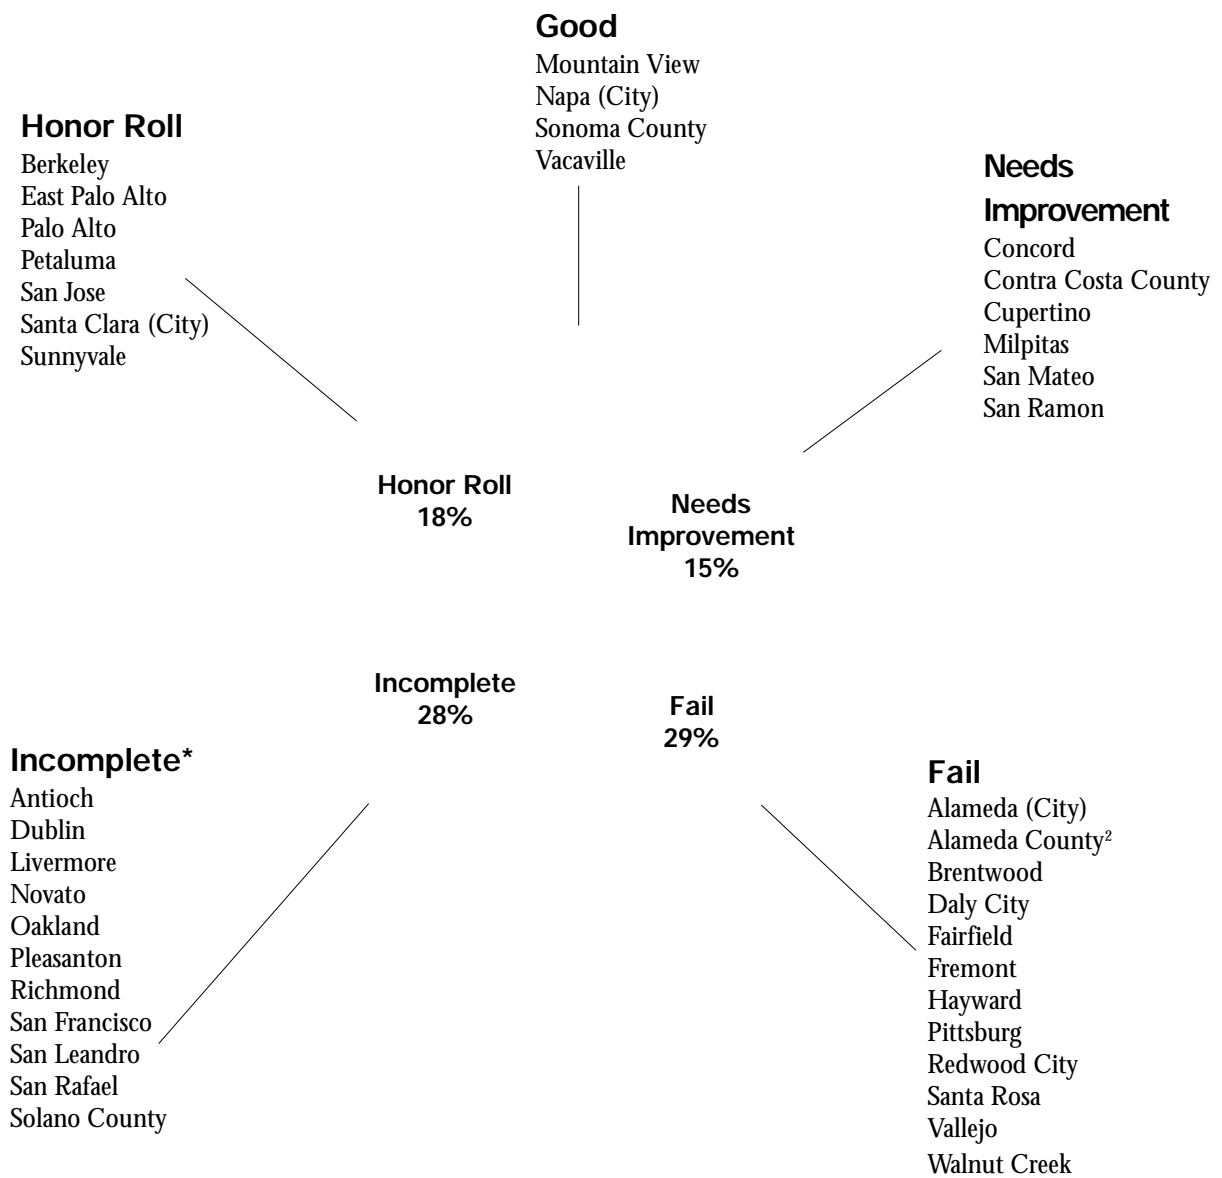 Good
Mountain View
Napa (City)
Sonoma County
Vacaville
Honor Roll
Berkeley
East Palo Alto
Palo Alto
Petaluma
San Jose
Santa Clara (City)
Sunnyvale
Needs
Improvement
Concord
Contra Costa County
Cupertino
Milpitas
San Mateo
San Ramon
Honor Roll
18%
Needs
Improvement
15%
Incomplete
28%
Fail
29%
Incomplete*
Antioch
Dublin
Livermore
Novato
Oakland
Pleasanton
Richmond
San Francisco
San Leandro
San Rafael
Solano County
Fail
Alameda (City)
Alameda County²
Brentwood
Daly City
Fairfield
Fremont
Hayward
Pittsburg
Redwood City
Santa Rosa
Vallejo
Walnut Creek